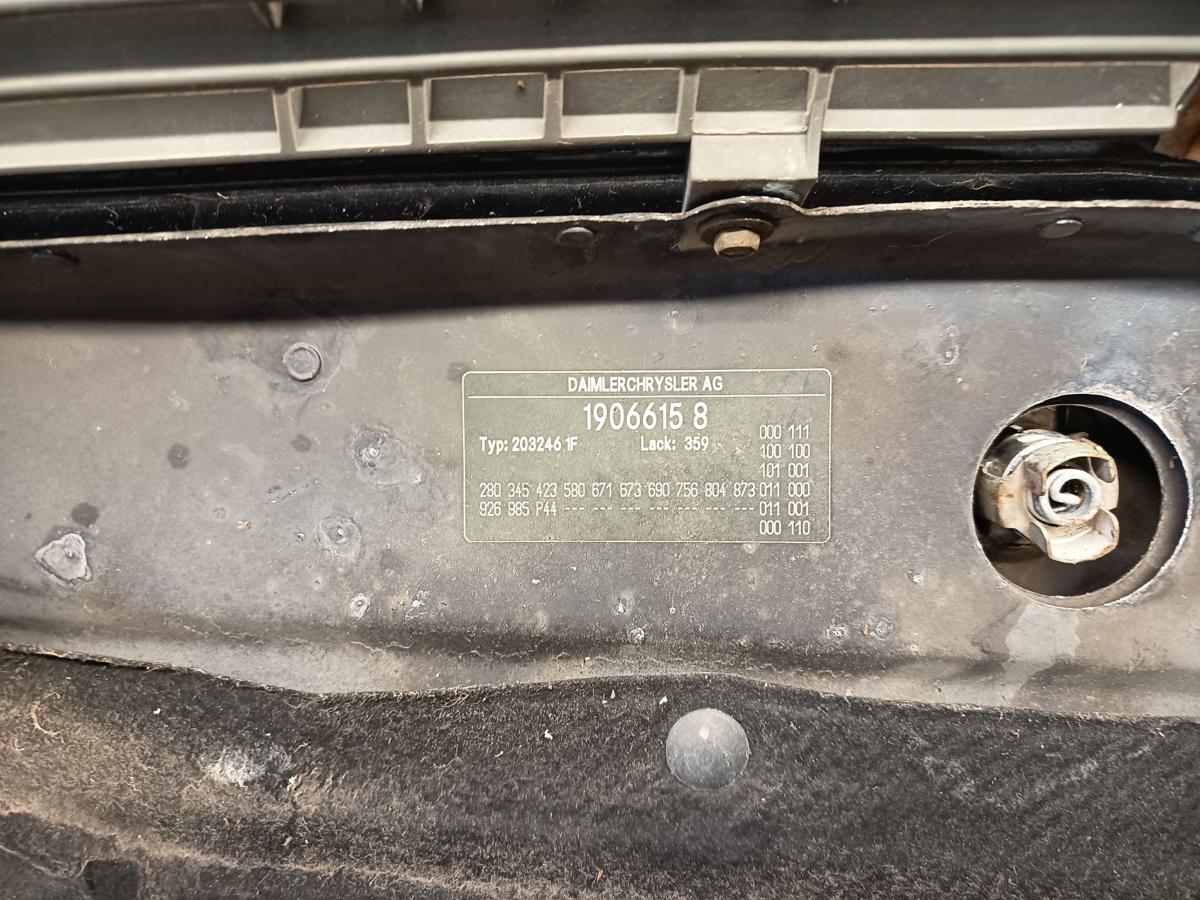 DAIMLERCHRYSLER AG
1906615 8
Typ: 203246 1F Lack: 359
000 111
100 100
101 001
280 345 423 580 671 673 690 756 804 873 011 000
926 985 P44 --- --- --- --- --- --- --- 011 001
000 110